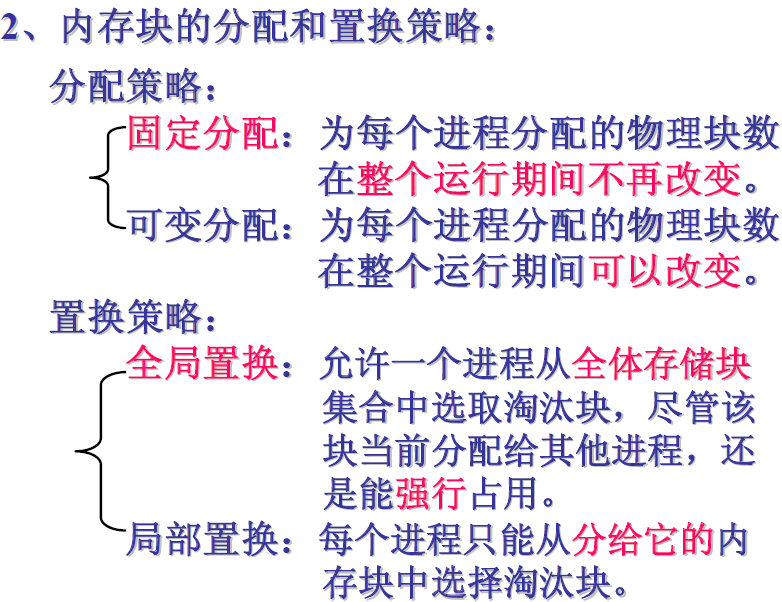 2、内存块的分配和置换策略：
分配策略：
固定分配：为每个进程分配的物理块数
在整个运行期间不再改变。
可变分配：为每个进程分配的物理块数
在整个运行期间可以改变。
置换策略：
全局置换：允许一个进程从全体存储块
集合中选取淘汰块，尽管该
块当前分配给其他进程，还
是能强行占用。
局部置换：每个进程只能从分给它的内
存块中选择淘汰块。